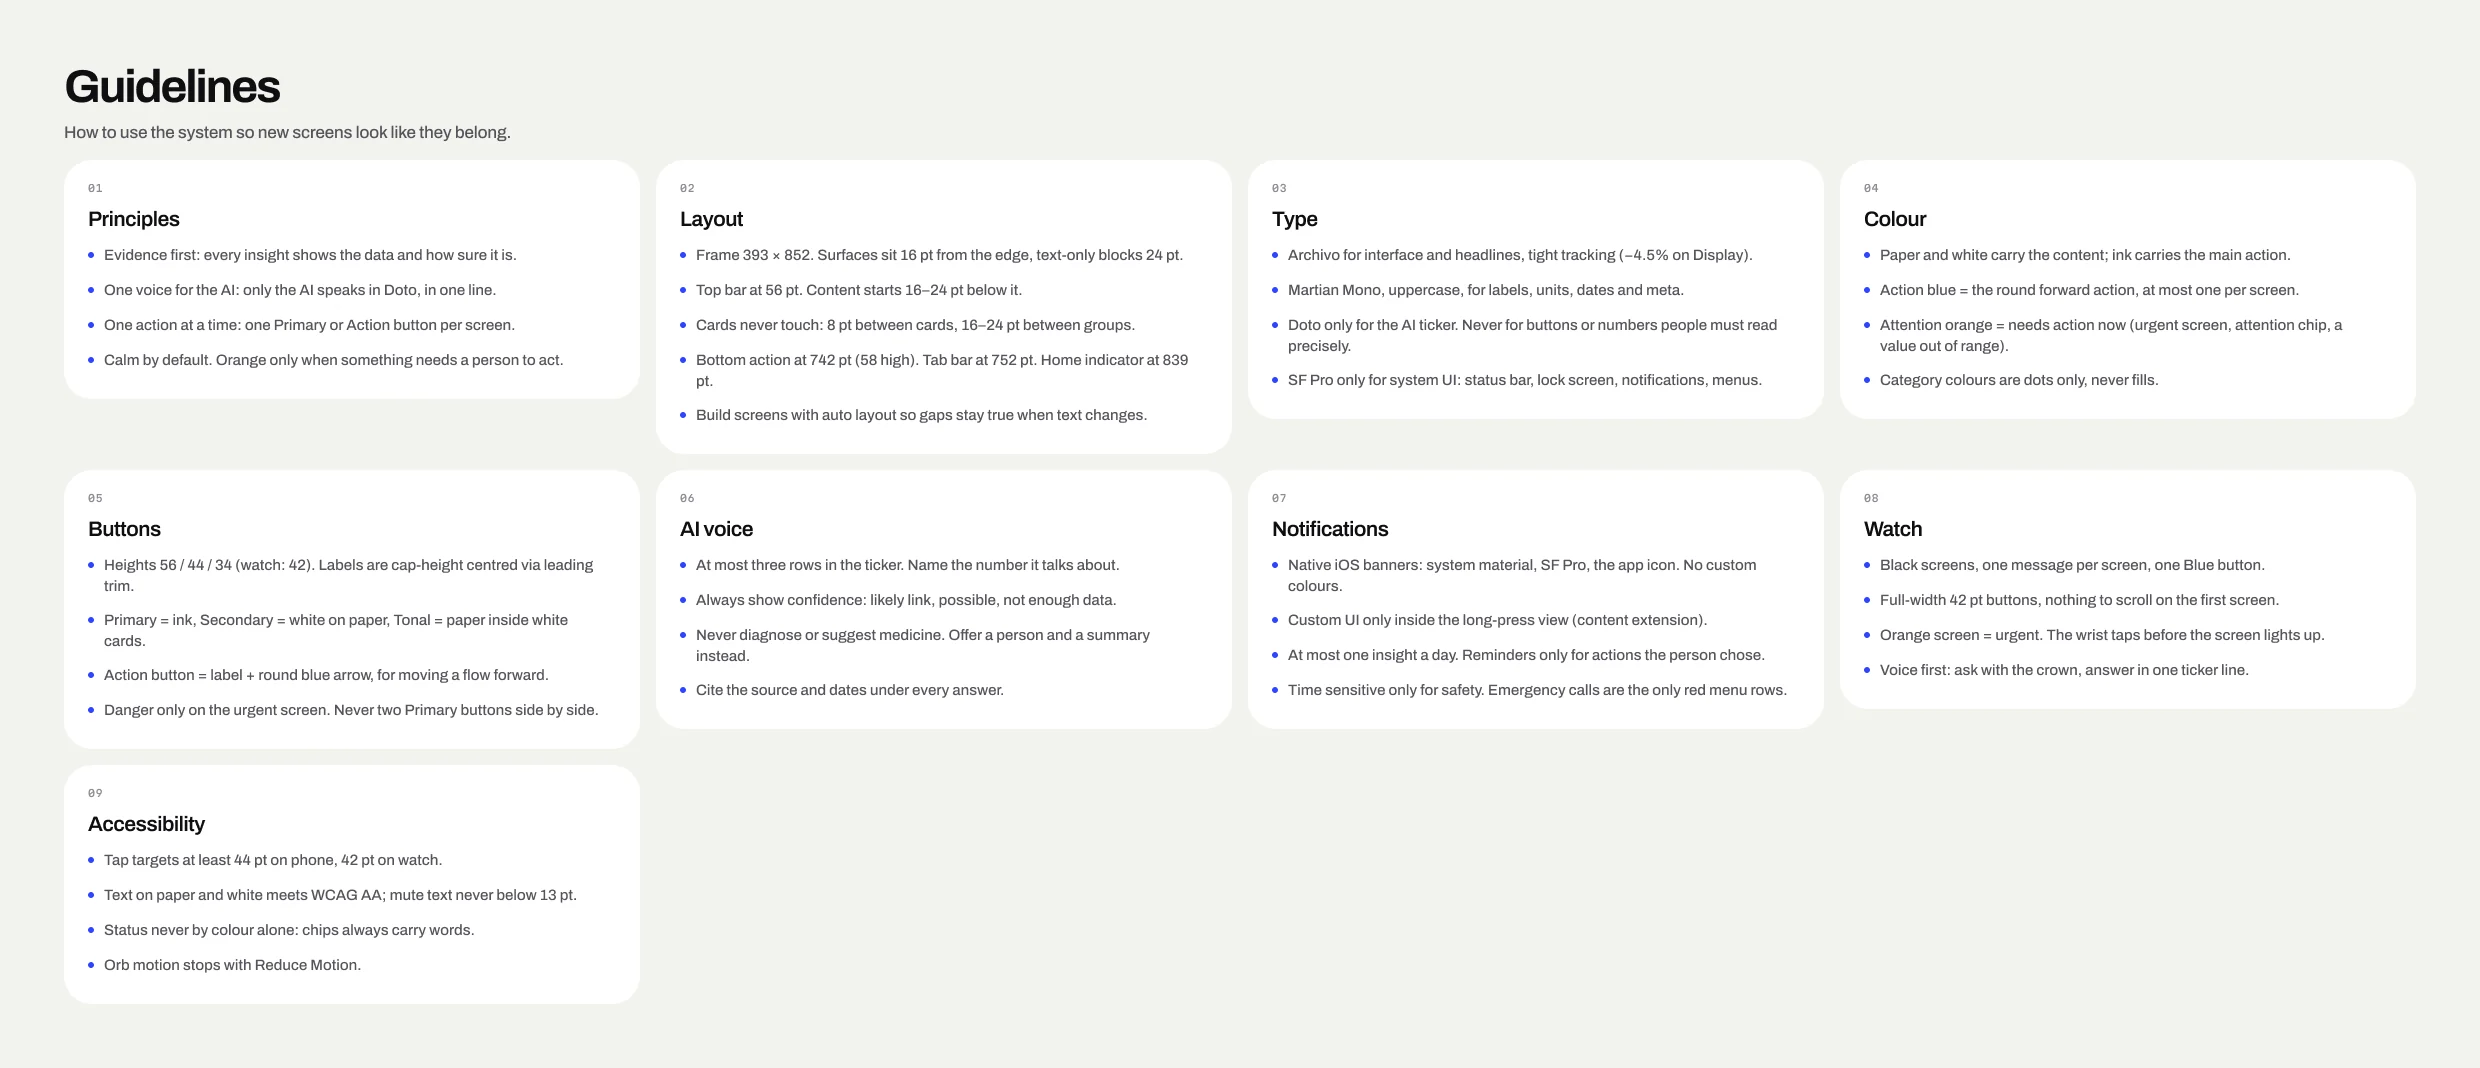 Guidelines
How to use the system so new screens look like they belong.
01
Principles
Evidence first: every insight shows the data and how sure it is.
One voice for the AI: only the AI speaks in Doto, in one line.
One action at a time: one Primary or Action button per screen.
Calm by default. Orange only when something needs a person to act.
02
Layout
Frame 393 × 852. Surfaces sit 16 pt from the edge, text-only blocks 24 pt.
Top bar at 56 pt. Content starts 16–24 pt below it.
Cards never touch: 8 pt between cards, 16–24 pt between groups.
Bottom action at 742 pt (58 high). Tab bar at 752 pt. Home indicator at 839
pt.
Build screens with auto layout so gaps stay true when text changes.
03
Type
Archivo for interface and headlines, tight tracking (−4.5% on Display).
Martian Mono, uppercase, for labels, units, dates and meta.
Doto only for the AI ticker. Never for buttons or numbers people must read
precisely.
SF Pro only for system UI: status bar, lock screen, notifications, menus.
04
Colour
Paper and white carry the content; ink carries the main action.
Action blue = the round forward action, at most one per screen.
Attention orange = needs action now (urgent screen, attention chip, a
value out of range).
Category colours are dots only, never fills.
05
Buttons
Heights 56 / 44 / 34 (watch: 42). Labels are cap-height centred via leading
trim.
Primary = ink, Secondary = white on paper, Tonal = paper inside white
cards.
Action button = label + round blue arrow, for moving a flow forward.
Danger only on the urgent screen. Never two Primary buttons side by side.
06
AI voice
At most three rows in the ticker. Name the number it talks about.
Always show confidence: likely link, possible, not enough data.
Never diagnose or suggest medicine. Offer a person and a summary
instead.
Cite the source and dates under every answer.
07
Notifications
Native iOS banners: system material, SF Pro, the app icon. No custom
colours.
Custom UI only inside the long-press view (content extension).
At most one insight a day. Reminders only for actions the person chose.
Time sensitive only for safety. Emergency calls are the only red menu rows.
08
Watch
Black screens, one message per screen, one Blue button.
Full-width 42 pt buttons, nothing to scroll on the first screen.
Orange screen = urgent. The wrist taps before the screen lights up.
Voice first: ask with the crown, answer in one ticker line.
09
Accessibility
Tap targets at least 44 pt on phone, 42 pt on watch.
Text on paper and white meets WCAG AA; mute text never below 13 pt.
Status never by colour alone: chips always carry words.
Orb motion stops with Reduce Motion.